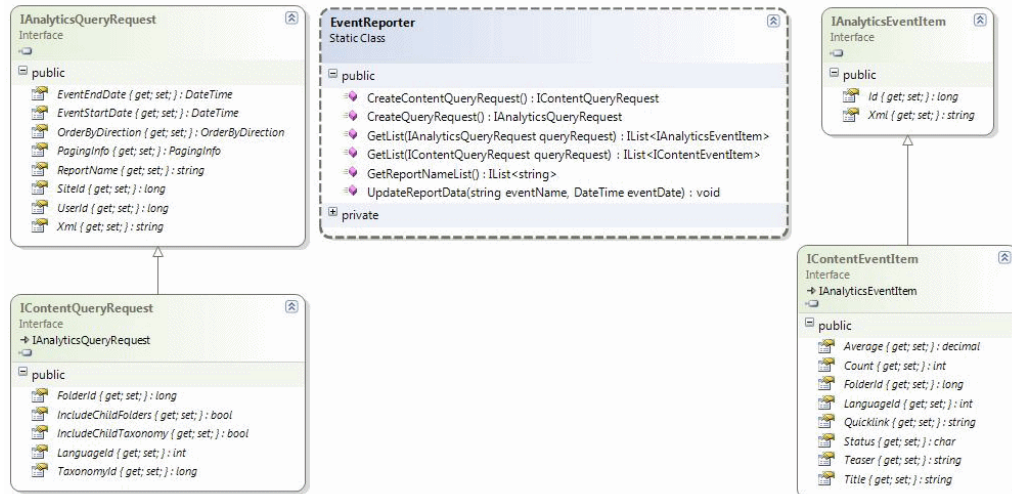 IAnalyticsQueryRequest
Interface
public
EventEndDate { get; set; } : DateTime
EventStartDate { get; set; } : DateTime
OrderByDirection { get; set; } : OrderByDirection
PagingInfo { get; set; } : PagingInfo
ReportName { get; set; } : string
SiteId { get; set; } : long
UserId { get; set; } : long
Xml { get; set; } : string
IContentQueryRequest
Interface
IAnalyticsQueryRequest
public
FolderId { get; set; } : long
IncludeChildFolders { get; set; } : bool
IncludeChildTaxonomy { get; set; } : bool
LanguageId { get; set; } : int
TaxonomyId { get; set; } : long
EventReporter
Static Class
public
CreateContentQueryRequest() : IContentQueryRequest
CreateQueryRequest() : IAnalyticsQueryRequest
GetList(IAnalyticsQueryRequest queryRequest) : IList<IAnalyticsEventItem>
GetList(IContentQueryRequest queryRequest) : IList<IContentEventItem>
GetReportNameList() : IList<string>
UpdateReportData(string eventName, DateTime eventDate) : void
private
IAnalyticsEventItem
Interface
public
Id { get; set; } : long
Xml { get; set; } : string
IContentEventItem
Interface
IAnalyticsEventItem
public
Average { get; set; } : decimal
Count { get; set; } : int
FolderId { get; set; } : long
LanguageId { get; set; } : int
Quicklink { get; set; } : string
Status { get; set; } : char
Teaser { get; set; } : string
Title { get; set; } : string